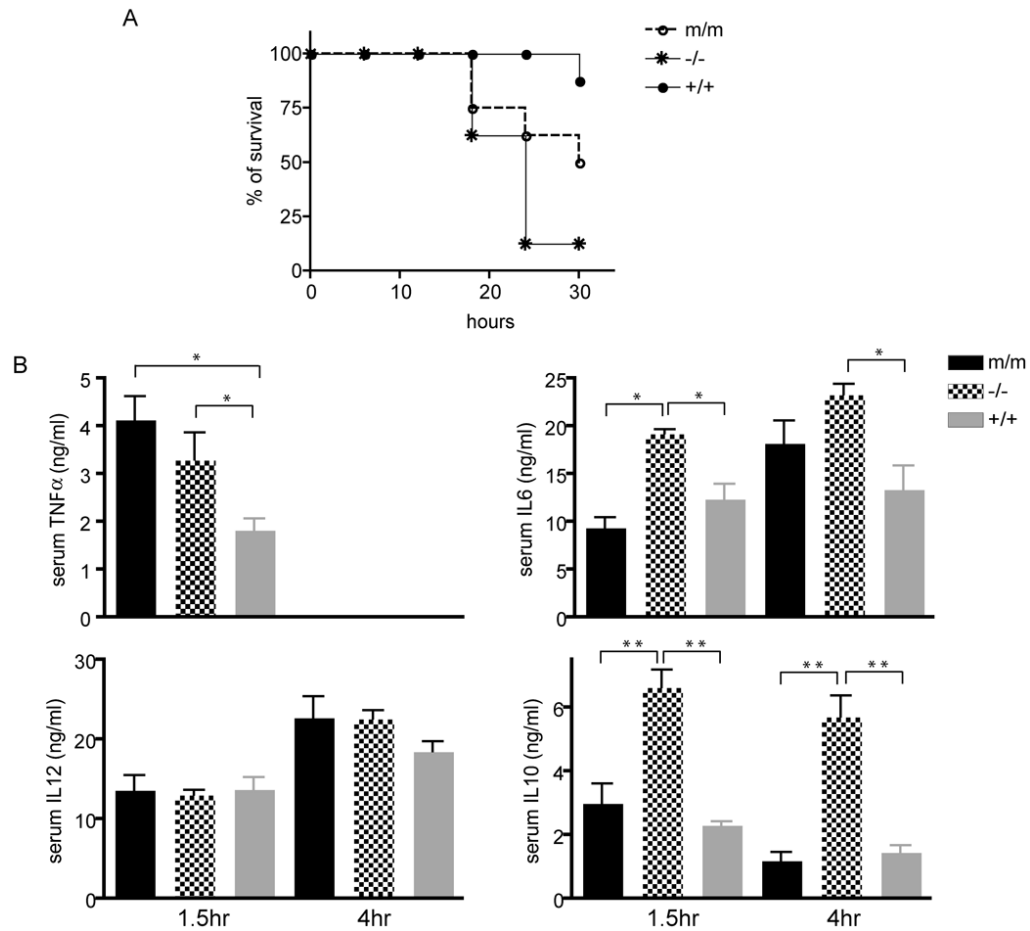 A
m/m
-/-
+/+
% of survival
100
75
50
25
0
0 10 20 30
hours
B
m/m
-/-
+/+
serum TNFα (ng/ml)
5
4
3
2
1
0
*
*
serum IL6 (ng/ml)
25
20
15
10
5
0
* *
*
serum IL12 (ng/ml)
30
20
10
0
1.5hr 4hr
serum IL10 (ng/ml)
6
4
2
0
** **
** **
1.5hr 4hr